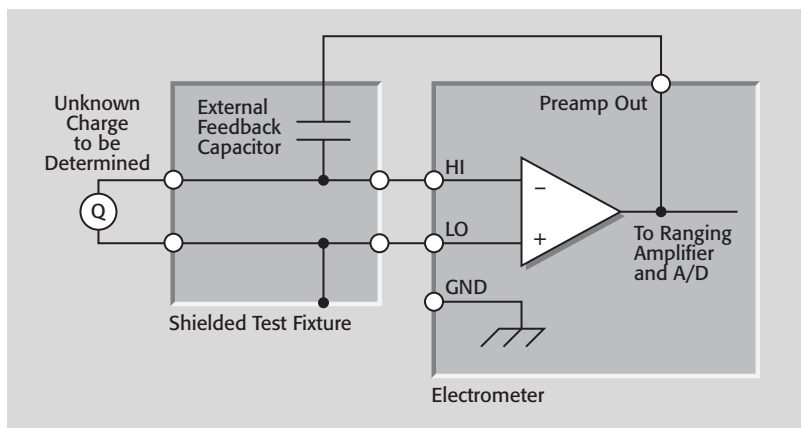 Unknown
Charge
to be
Determined
Q
External
Feedback
Capacitor
Shielded Test Fixture
Preamp Out
HI
−
LO
+
GND
To Ranging
Amplifier
and A/D
Electrometer